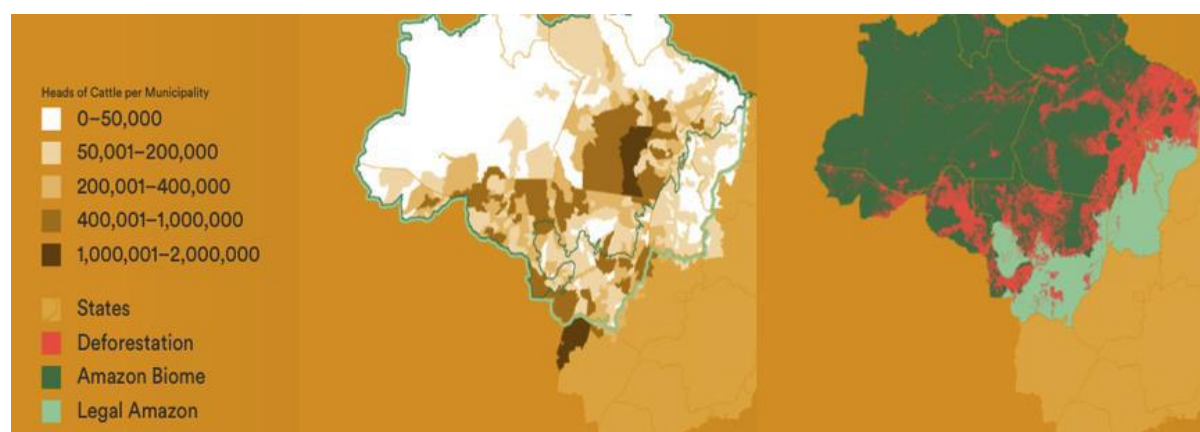 Heads of Cattle per Municipality
0–50,000
50,001–200,000
200,001–400,000
400,001–1,000,000
1,000,001–2,000,000
States
Deforestation
Amazon Biome
Legal Amazon